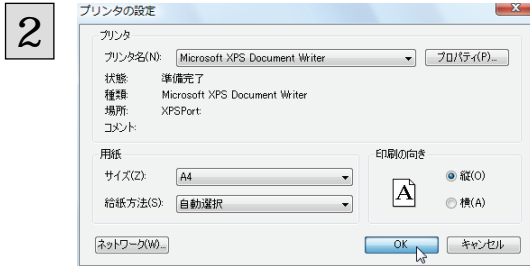 2
プリンタの設定
プリンタ
プリンタ名(N): Microsoft XPS Document Writer プロパティ(P)...
状態: 準備完了
種類: Microsoft XPS Document Writer
場所: XPSPort:
コメント:
用紙
サイズ(Z): A4
給紙方法(S): 自動選択
印刷の向き
A
縦(O)
横(A)
ネットワーク(W)... OK キャンセル